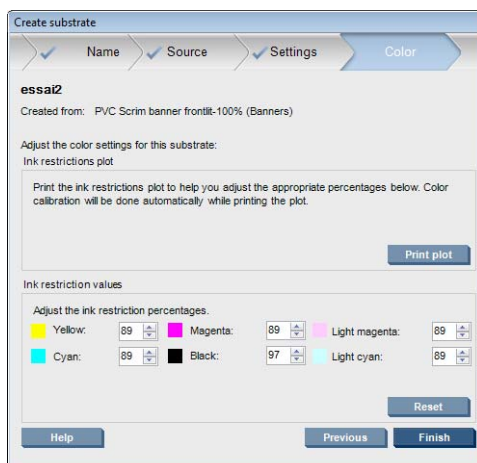 Create substrate
Name Source Settings Color
essai2
Created from: PVC Scrim banner frontlit-100% (Banners)
Adjust the color settings for this substrate:
Ink restrictions plot
Print the ink restrictions plot to help you adjust the appropriate percentages below. Color
calibration will be done automatically while printing the plot.
Print plot
Ink restriction values
Adjust the ink restriction percentages.
Yellow: 89 Magenta: 89 Light magenta: 89
Cyan: 89 Black: 97 Light cyan: 89
Reset
Help Previous Finish